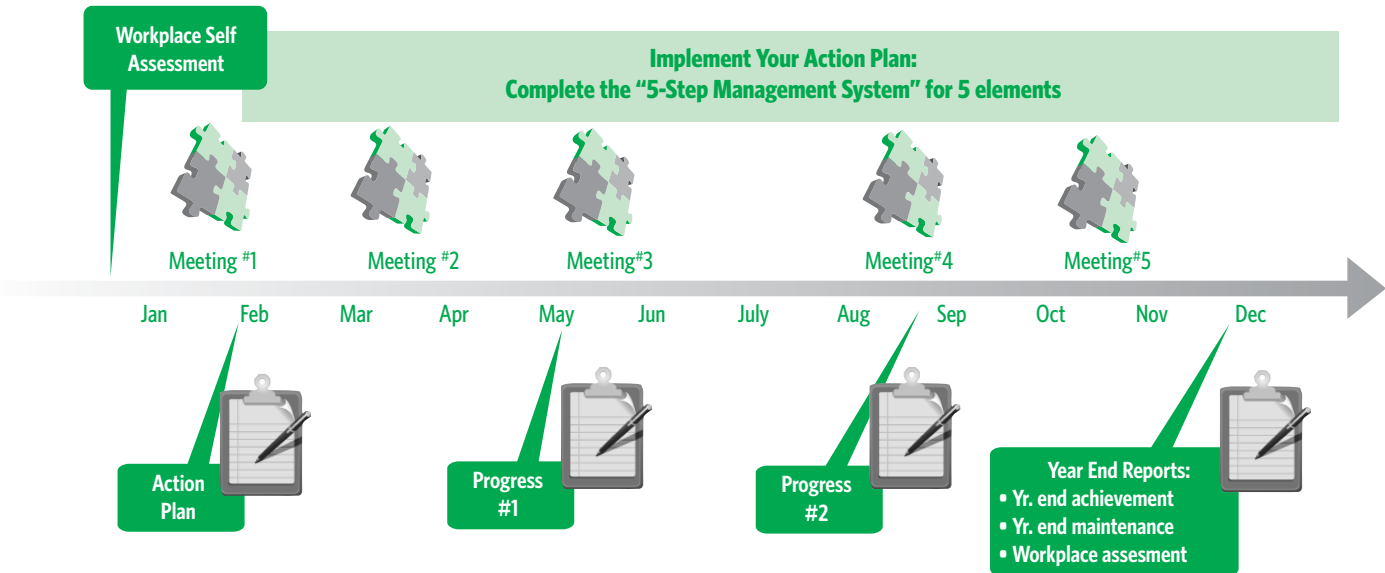 Workplace Self
Assessment
Implement Your Action Plan:
Complete the “5-Step Management System” for 5 elements
Meeting #1
Meeting #2
Meeting#3
Meeting#4
Meeting#5
Jan
Feb
Mar
Apr
May
Jun
July
Aug
Sep
Oct
Nov
Dec
Action
Plan
Progress
#1
Progress
#2
Year End Reports:
• Yr. end achievement
• Yr. end maintenance
• Workplace assesment